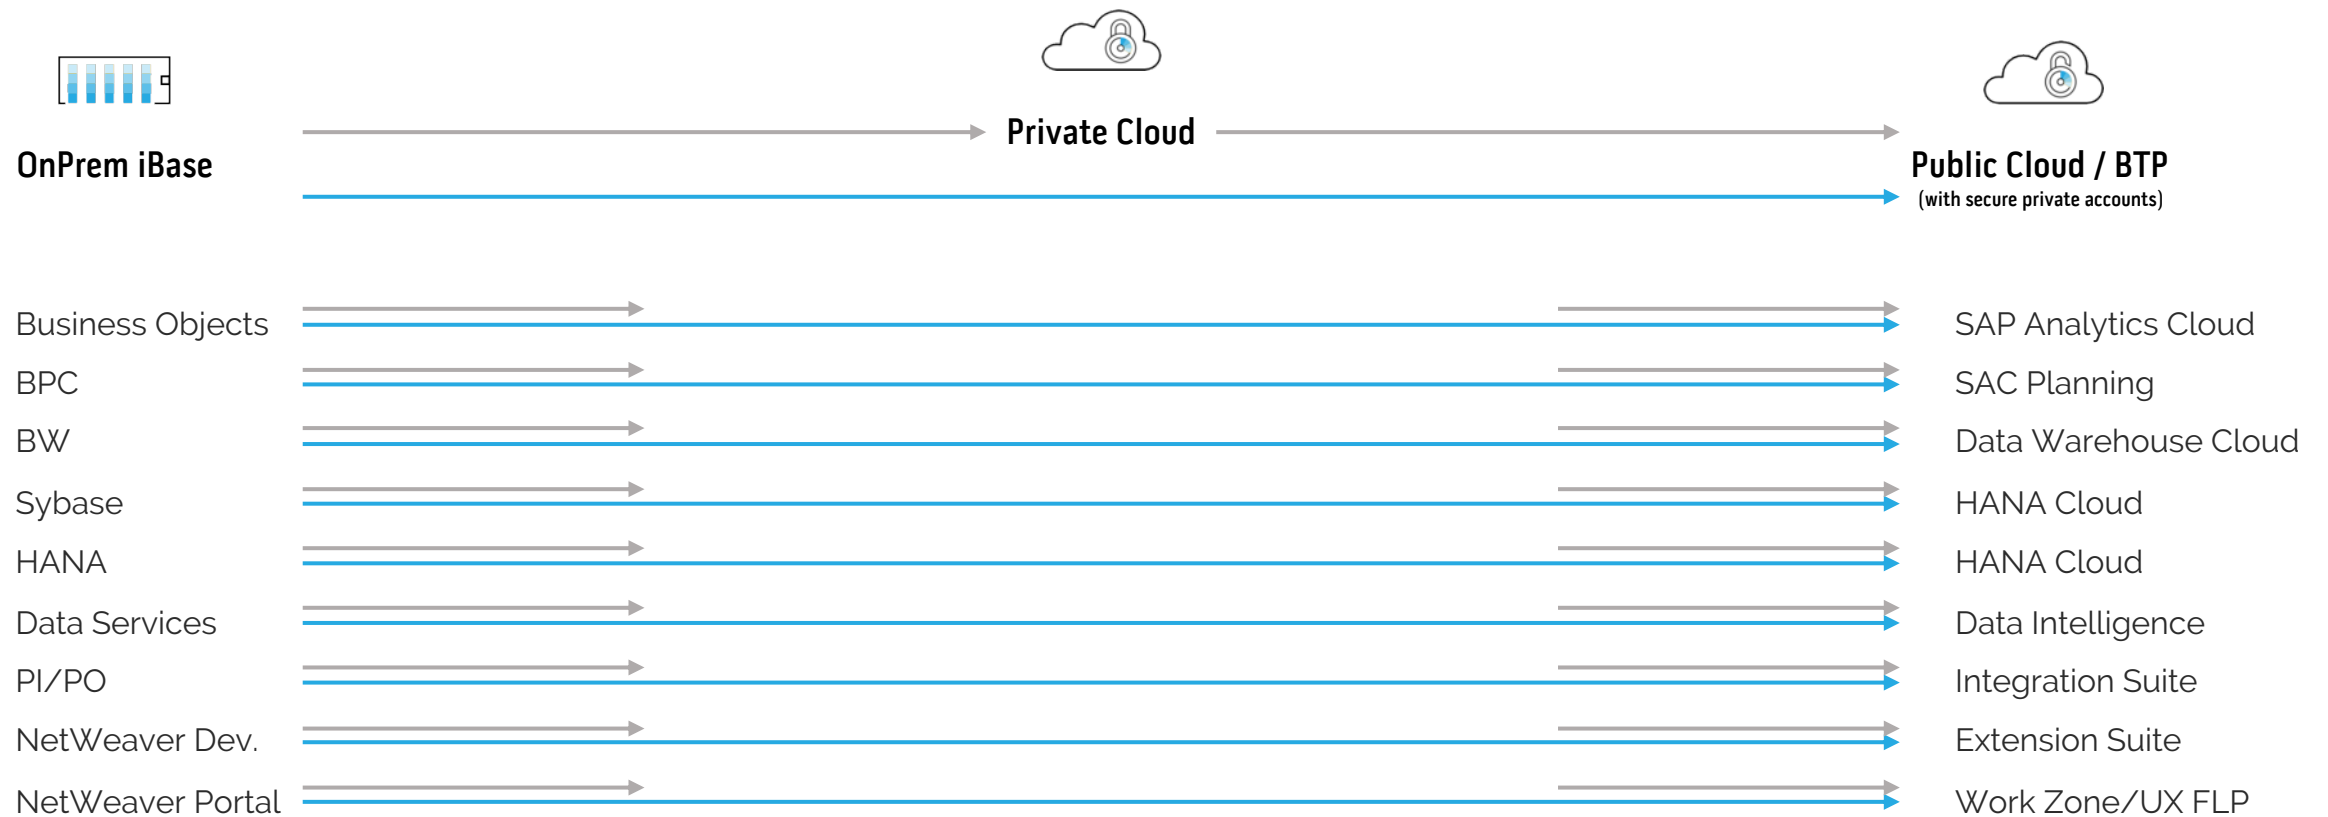 Private Cloud
OnPrem iBase
Public Cloud / BTP
(with secure private accounts)
Business Objects
SAP Analytics Cloud
BPC
SAC Planning
BW
Data Warehouse Cloud
Sybase
HANA Cloud
HANA
HANA Cloud
Data Services
Data Intelligence
PI/PO
Integration Suite
NetWeaver Dev.
Extension Suite
NetWeaver Portal
Work Zone/UX FLP